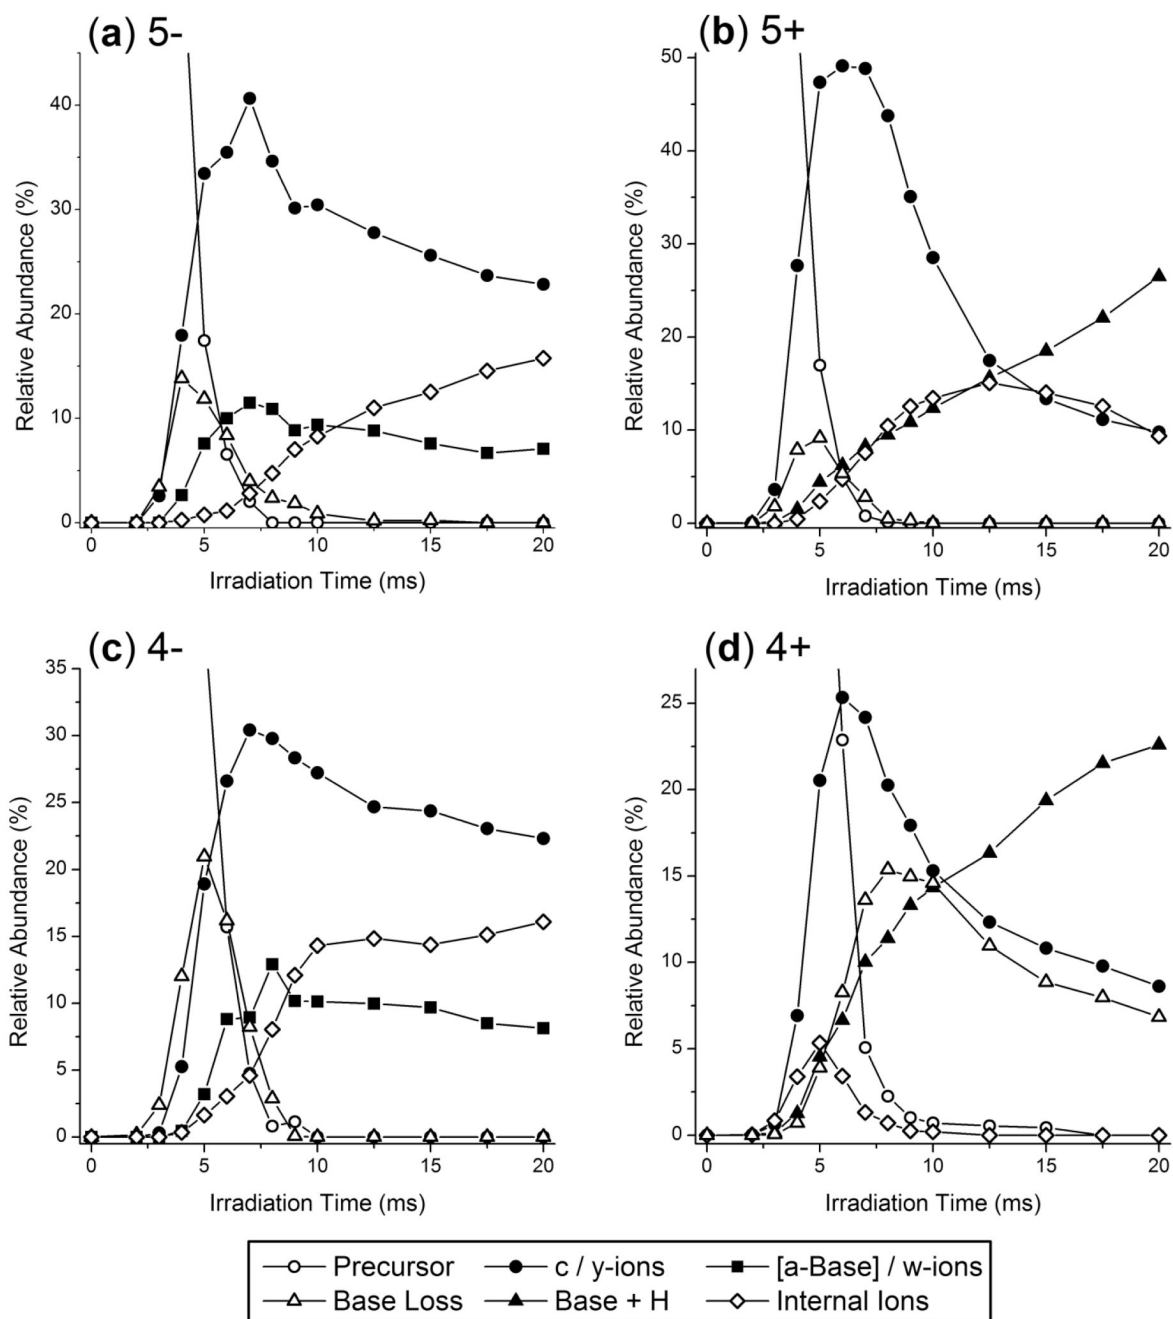 (a) 5-
Relative Abundance (%)
40
30
20
10
0
0 5 10 15 20
Irradiation Time (ms)
(b) 5+
Relative Abundance (%)
50
40
30
20
10
0
0 5 10 15 20
Irradiation Time (ms)
(c) 4-
Relative Abundance (%)
35
30
25
20
15
10
5
0
0 5 10 15 20
Irradiation Time (ms)
(d) 4+
Relative Abundance (%)
25
20
15
10
5
0
0 5 10 15 20
Irradiation Time (ms)
Precursor c / y-ions [a-Base] / w-ions
Base Loss Base + H Internal Ions